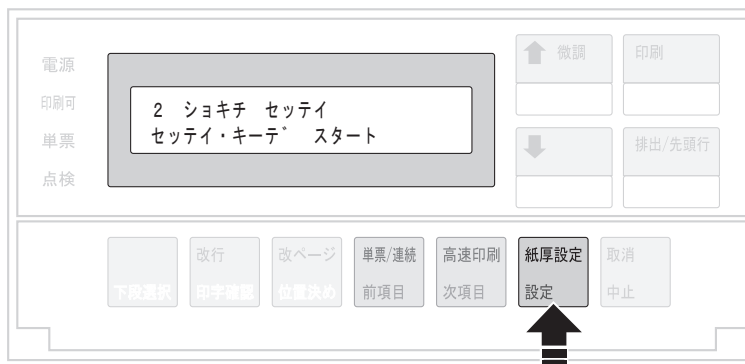 電源
印刷可
単票
点検
2 ショキチ セッテイ
セッテイ・キーデ スタート
微調
印刷
排出/先頭行
下段選択
改行
印字確認
改ページ
位置決め
単票/連続
前項目
高速印刷
次項目
紙厚設定
設定
取消
中止